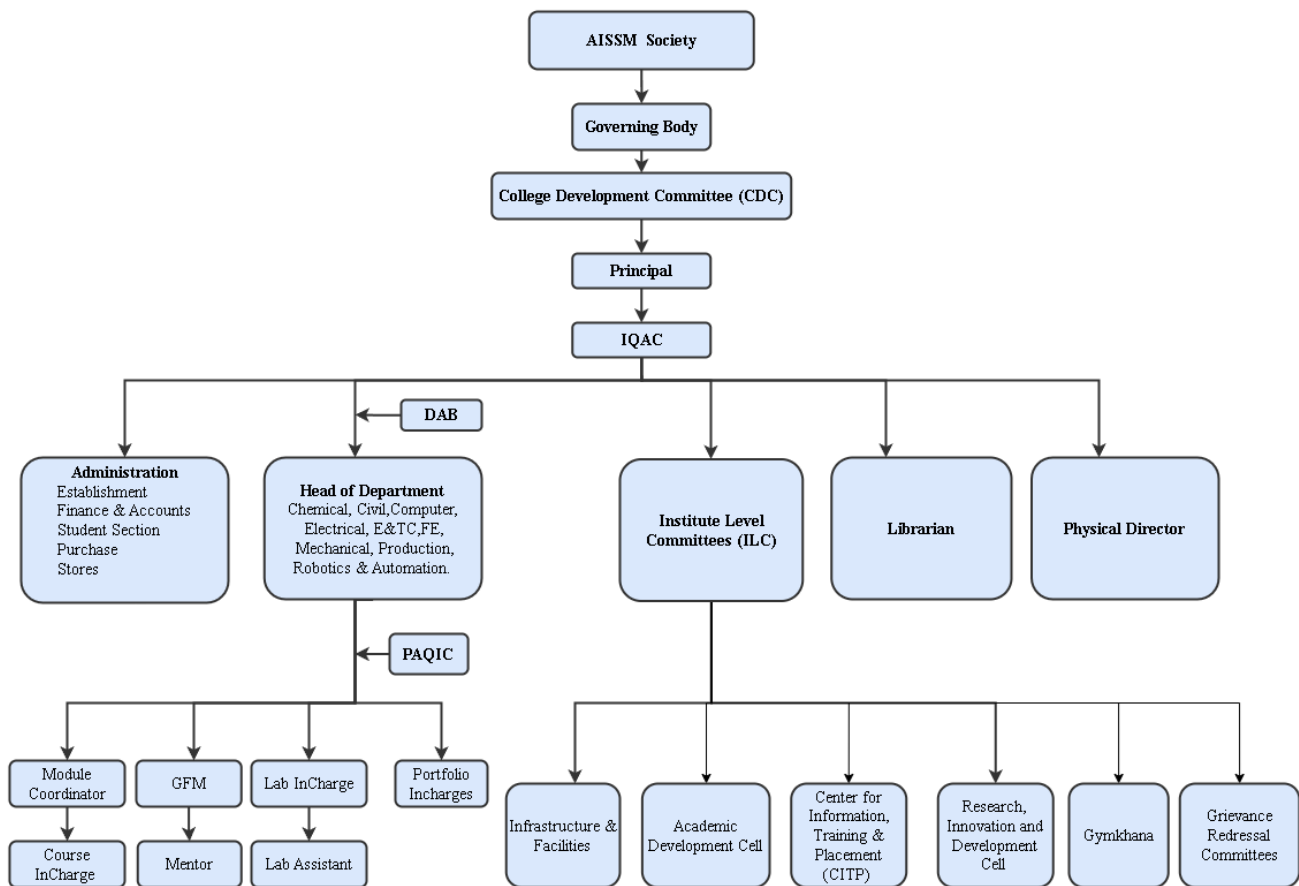 AISSM Society
Governing Body
College Development Committee (CDC)
Principal
IQAC
DAB
Administration
Establishment
Finance & Accounts
Student Section
Purchase
Stores
Head of Department
Chemical, Civil,Computer,
Electrical, E&TC,FE,
Mechanical, Production,
Robotics & Automation.
Institute Level
Committees (ILC)
Librarian
Physical Director
PAQIC
Module
Coordinator
GFM
Lab InCharge
Portfolio
Incharges
Course
InCharge
Mentor
Lab Assistant
Infrastructure &
Facilities
Academic
Development Cell
Center for
Information,
Training &
Placement
(CITP)
Research,
Innovation and
Development
Cell
Gymkhana
Grievance
Redressal
Committees